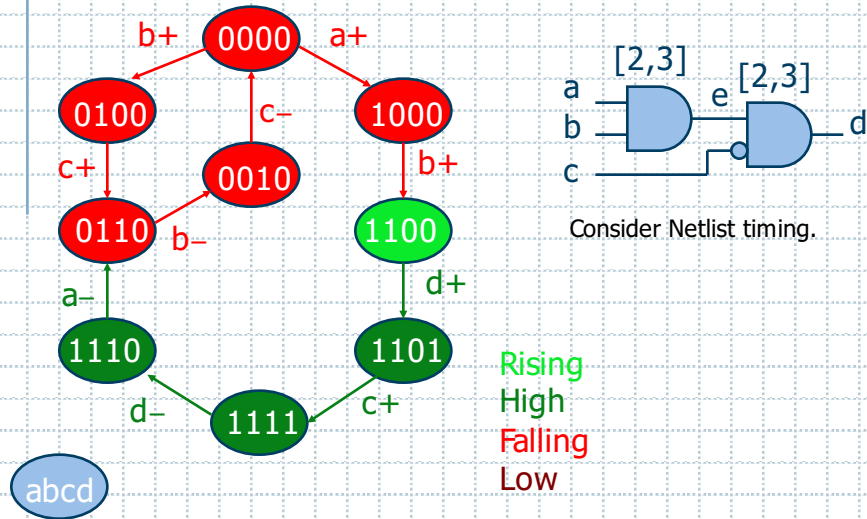 b+
0000
a+
0100
c−
1000
c+
0010
b+
0110
b−
1100
a−
d+
1110
1101
d−
1111
c+
abcd
Rising
High
Falling
Low
[2,3]
[2,3]
a
e
b
d
c
Consider Netlist timing.